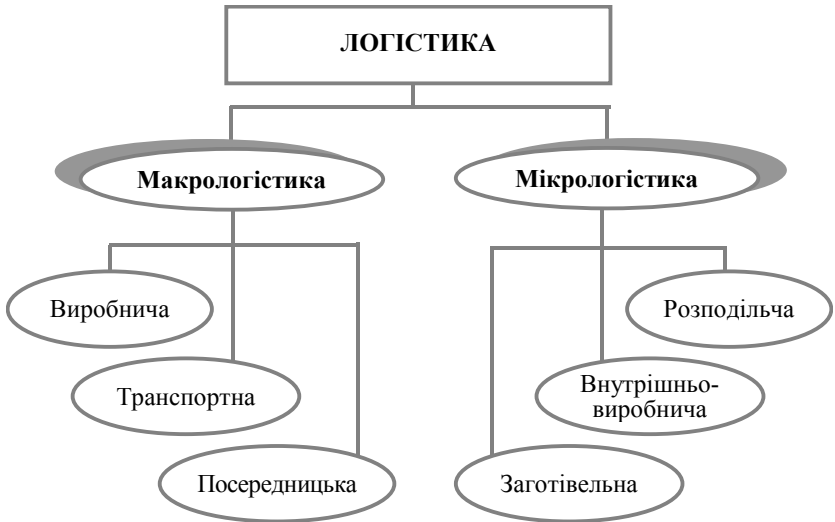 ЛОГІСТИКА
Макрологістика
Мікрологістика
Виробнича
Розподільча
Транспортна
Внутрішньо-
виробнича
Посередницька
Заготівельна